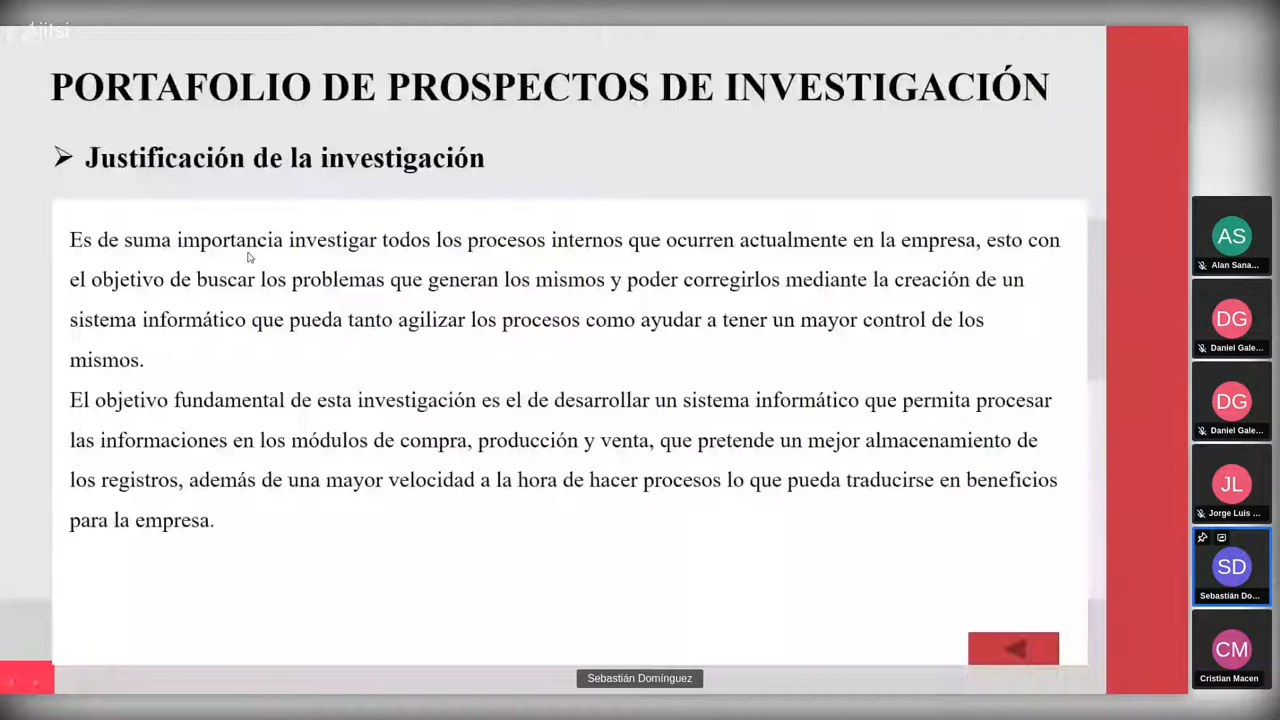 jitsi
PORTAFOLIO DE PROSPECTOS DE INVESTIGACIÓN
➢ Justificación de la investigación
Es de suma importancia investigar todos los procesos internos que ocurren actualmente en la empresa, esto con
el objetivo de buscar los problemas que generan los mismos y poder corregirlos mediante la creación de un
sistema informático que pueda tanto agilizar los procesos como ayudar a tener un mayor control de los
mismos.
El objetivo fundamental de esta investigación es el de desarrollar un sistema informático que permita procesar
las informaciones en los módulos de compra, producción y venta, que pretende un mejor almacenamiento de
los registros, además de una mayor velocidad a la hora de hacer procesos lo que pueda traducirse en beneficios
para la empresa.
Sebastián Domínguez
AS
Alan Sana...
DG
Daniel Gale...
DG
Daniel Gale...
JL
Jorge Luis ...
SD
Sebastián Do...
CM
Cristian Macen